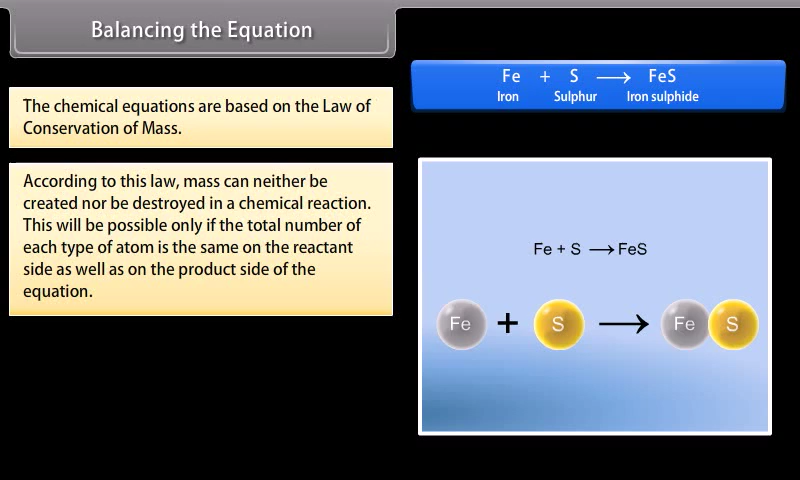 Balancing the Equation
The chemical equations are based on the Law of
Conservation of Mass.
According to this law, mass can neither be
created nor be destroyed in a chemical reaction.
This will be possible only if the total number of
each type of atom is the same on the reactant
side as well as on the product side of the
equation.
Fe + S ⟶ FeS
Iron Sulphur Iron sulphide
Fe + S ⟶ FeS
Fe + S ⟶ Fe S